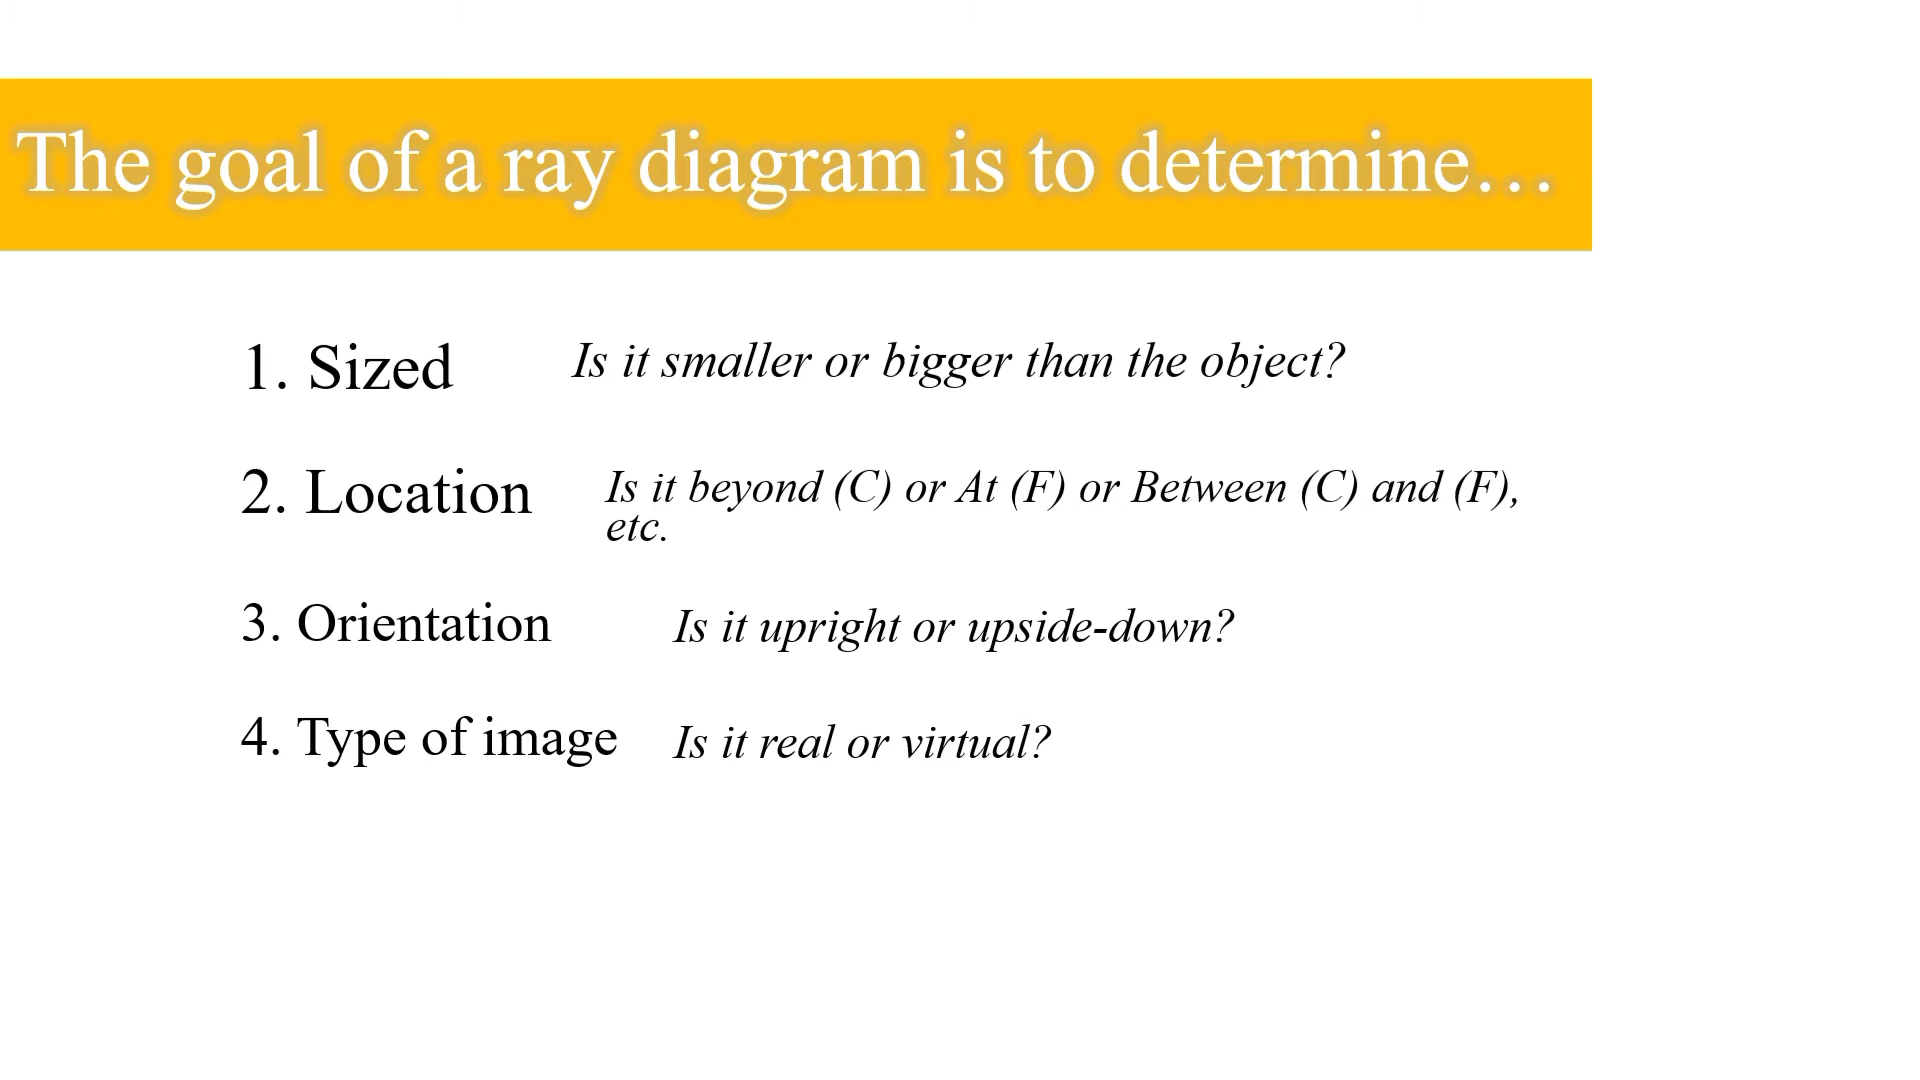 The goal of a ray diagram is to determine…
1. Sized Is it smaller or bigger than the object?
2. Location Is it beyond (C) or At (F) or Between (C) and (F),
etc.
3. Orientation Is it upright or upside-down?
4. Type of image Is it real or virtual?